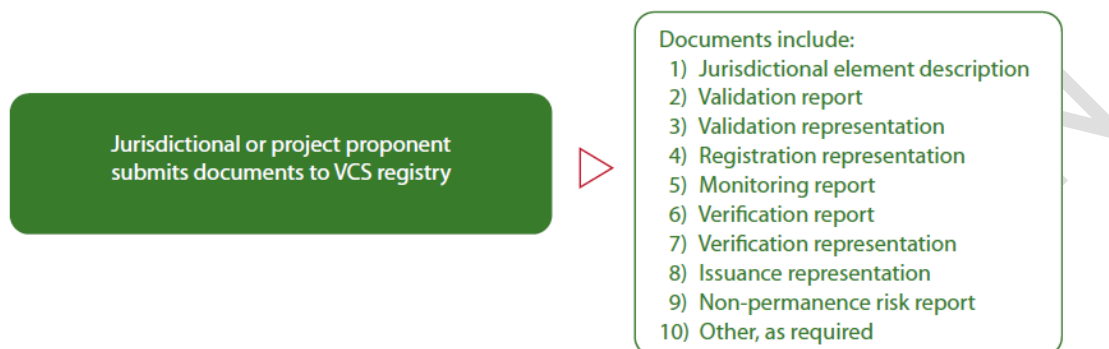 Jurisdictional or project proponent
submits documents to VCS registry
Documents include:
1) Jurisdictional element description
2) Validation report
3) Validation representation
4) Registration representation
5) Monitoring report
6) Verification report
7) Verification representation
8) Issuance representation
9) Non-permanence risk report
10) Other, as required